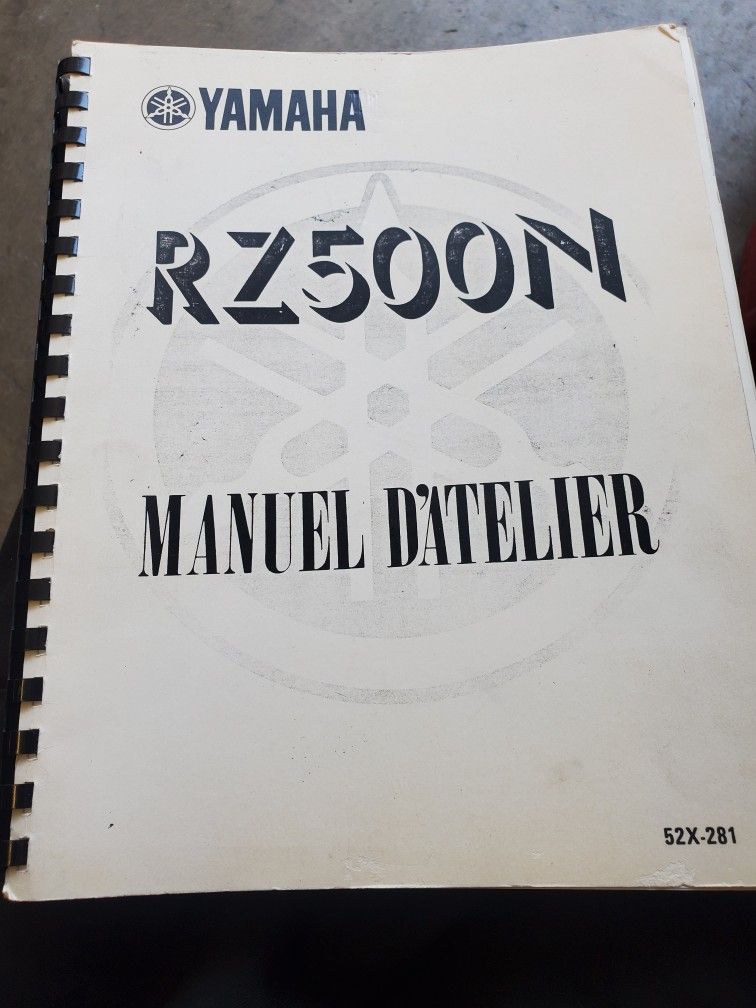 YAMAHA
RZ500N
MANUEL D'ATELIER
52X-281